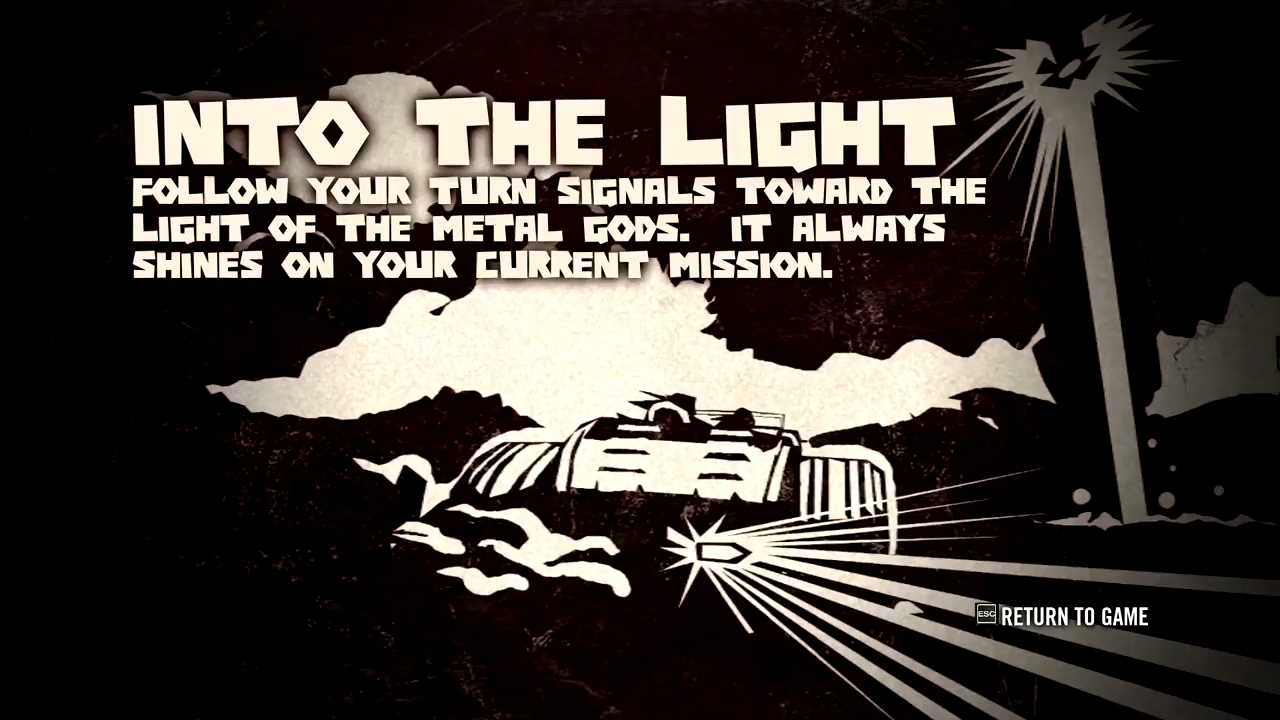 INTO THE LIGHT
FOLLOW YOUR TURN SIGNALS TOWARD THE
LIGHT OF THE METAL GODS.  IT ALWAYS
SHINES ON YOUR CURRENT MISSION.
ESC RETURN TO GAME